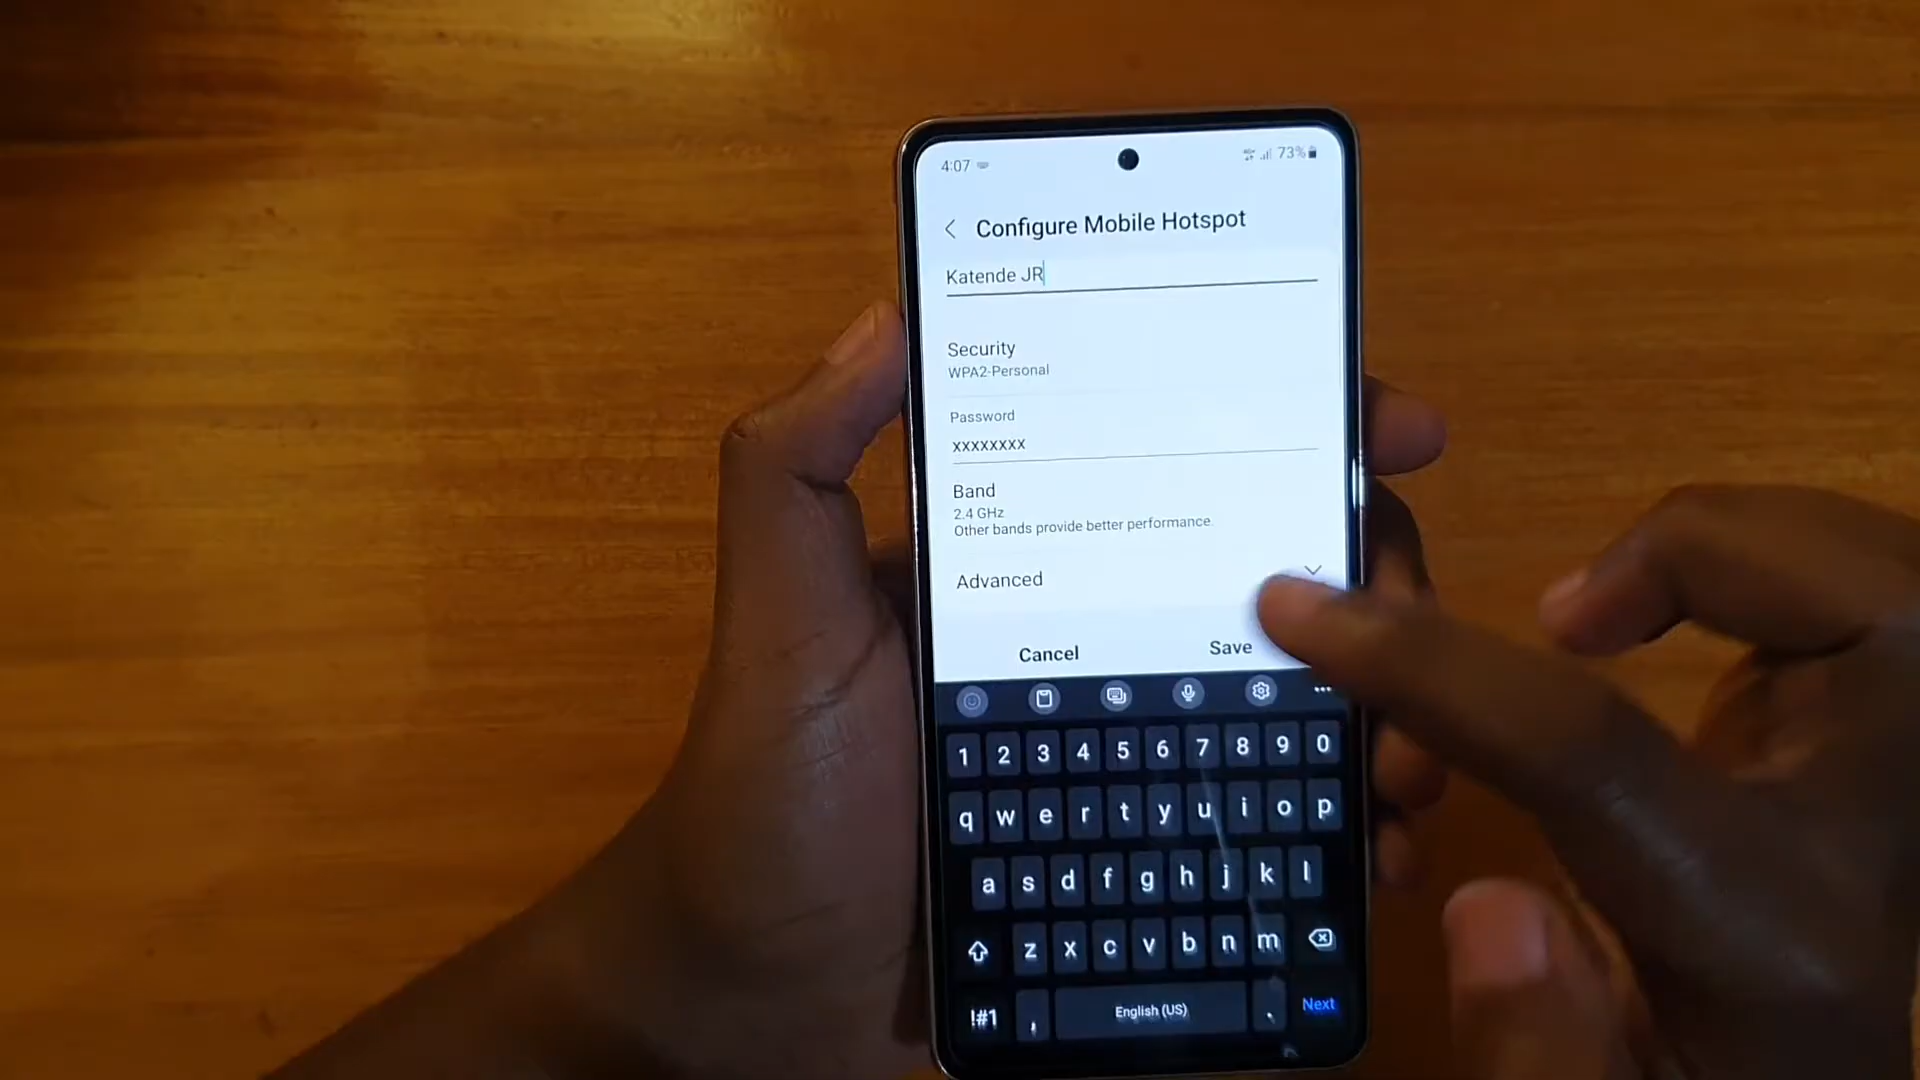 4:07 73%
Configure Mobile Hotspot
Katende JR
Security
WPA2-Personal
Password
xxxxxxxx
Band
2.4 GHz
Other bands provide better performance.
Advanced
Cancel Save
1 2 3 4 5 6 7 8 9 0
q w e r t y u i o p
a s d f g h j k l
z x c v b n m
!#1 , English (US) . Next